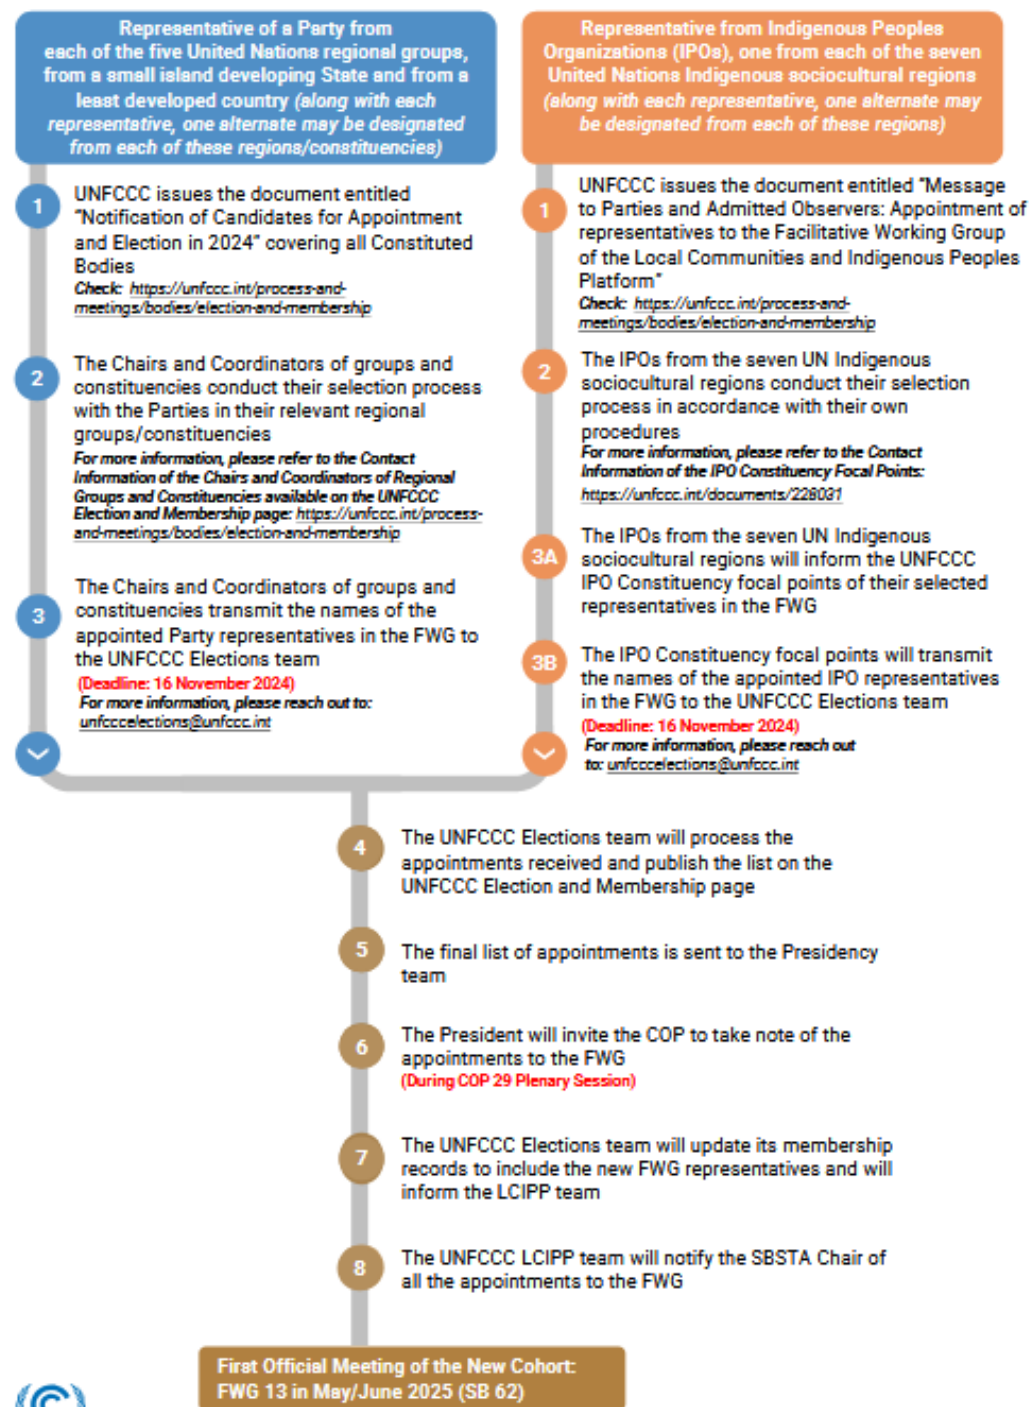 Representative of a Party from
each of the five United Nations regional groups,
from a small island developing State and from a
least developed country (along with each
representative, one alternate may be designated
from each of these regions/constituencies)
1
UNFCCC issues the document entitled
“Notification of Candidates for Appointment
and Election in 2024” covering all Constituted
Bodies
Check: https://unfccc.int/process-and-
meetings/bodies/election-and-membership
2
The Chairs and Coordinators of groups and
constituencies conduct their selection process
with the Parties in their relevant regional
groups/constituencies
For more information, please refer to the Contact
Information of the Chairs and Coordinators of Regional
Groups and Constituencies available on the UNFCCC
Election and Membership page: https://unfccc.int/process-
and-meetings/bodies/election-and-membership
3
The Chairs and Coordinators of groups and
constituencies transmit the names of the
appointed Party representatives in the FWG to
the UNFCCC Elections team
(Deadline: 16 November 2024)
For more information, please reach out to:
unfcccelections@unfccc.int
Representative from Indigenous Peoples
Organizations (IPOs), one from each of the seven
United Nations Indigenous sociocultural regions
(along with each representative, one alternate may
be designated from each of these regions)
1
UNFCCC issues the document entitled “Message
to Parties and Admitted Observers: Appointment of
representatives to the Facilitative Working Group
of the Local Communities and Indigenous Peoples
Platform”
Check: https://unfccc.int/process-and-
meetings/bodies/election-and-membership
2
The IPOs from the seven UN Indigenous
sociocultural regions conduct their selection
process in accordance with their own
procedures
For more information, please refer to the Contact
Information of the IPO Constituency Focal Points:
https://unfccc.int/documents/228031
3A
The IPOs from the seven UN Indigenous
sociocultural regions will inform the UNFCCC
IPO Constituency focal points of their selected
representatives in the FWG
3B
The IPO Constituency focal points will transmit
the names of the appointed IPO representatives
in the FWG to the UNFCCC Elections team
(Deadline: 16 November 2024)
For more information, please reach out
to: unfcccelections@unfccc.int
4
The UNFCCC Elections team will process the
appointments received and publish the list on the
UNFCCC Election and Membership page
5
The final list of appointments is sent to the Presidency
team
6
The President will invite the COP to take note of the
appointments to the FWG
(During COP 29 Plenary Session)
7
The UNFCCC Elections team will update its membership
records to include the new FWG representatives and will
inform the LCIPP team
8
The UNFCCC LCIPP team will notify the SBSTA Chair of
all the appointments to the FWG
First Official Meeting of the New Cohort:
FWG 13 in May/June 2025 (SB 62)